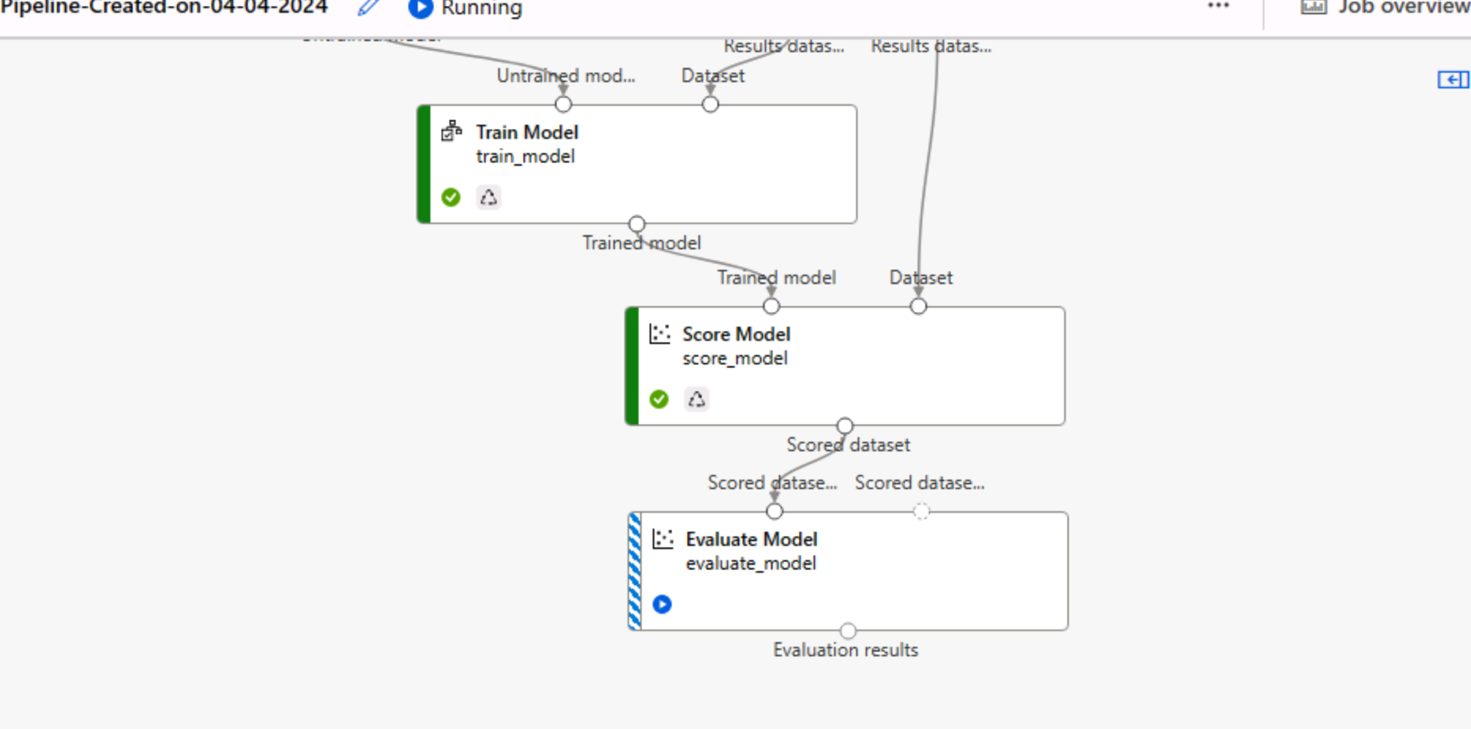 Pipeline-Created-on-04-04-2024 Running ... Job overview
Results datas... Results datas...
Untrained mod... Dataset
Train Model
train_model
Trained model
Trained model Dataset
Score Model
score_model
Scored dataset
Scored datase... Scored datase...
Evaluate Model
evaluate_model
Evaluation results